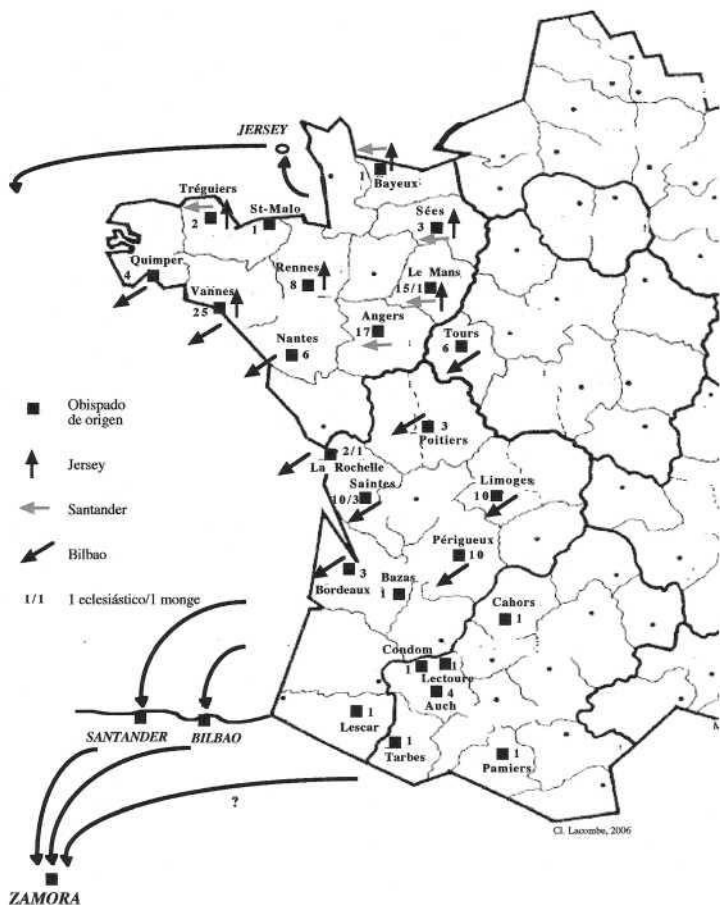 JERSEY
1
Bayeux
Tréguiers
2
St-Malo
1
Sées
3
Quimper
4
Rennes
8
Le Mans
15/1
Vannes
25
Angers
17
Nantes
6
Tours
6
Obispado
de origen
Jersey
Santander
Bilbao
1/1 1 eclesiástico/1 monge
3
Poitiers
2/1
La Rochelle
Saintes
10/3
Limoges
10
Périgueux
10
3
Bordeaux
Bazas
1
Cahors
1
Condom
1
1
Lectoure
4
Auch
1
Lescar
1
Tarbes
1
Pamiers
SANTANDER
BILBAO
?
ZAMORA
Cl. Lacombe, 2006
M